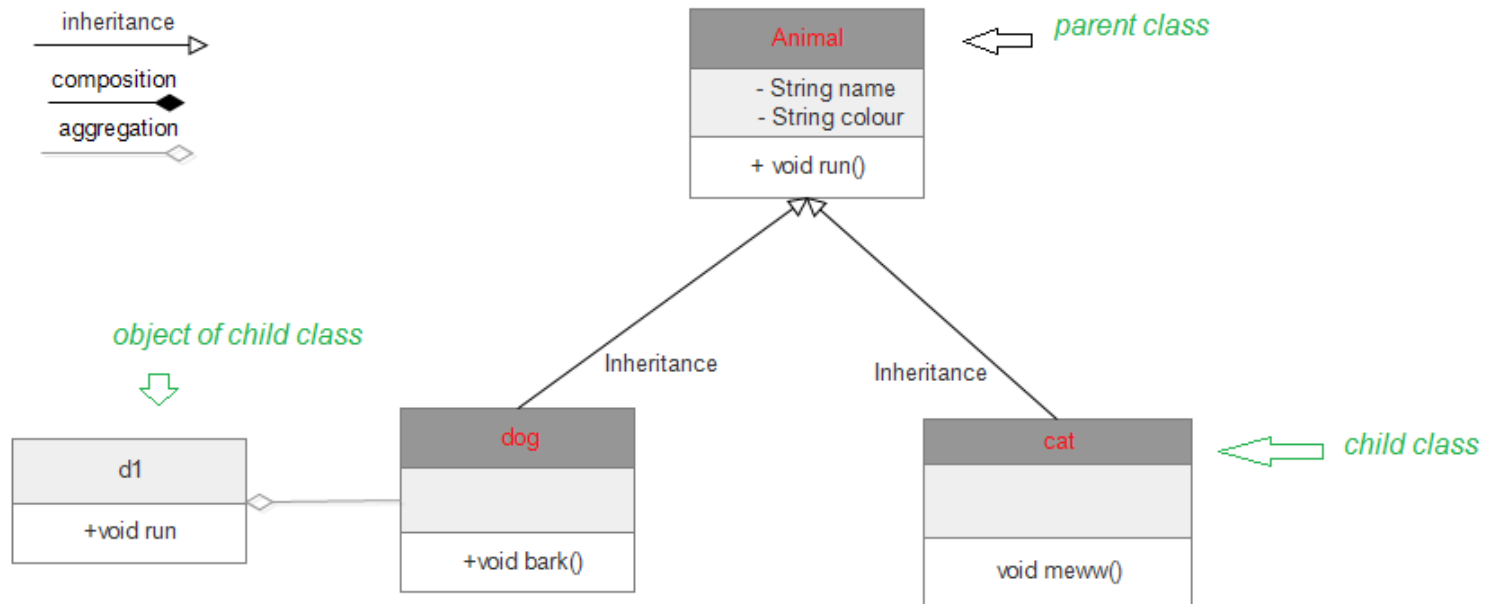 inheritance
composition
aggregation
Animal
- String name
- String colour
+ void run()
parent class
Inheritance
Inheritance
object of child class
d1
+void run
dog
+void bark()
cat
void meww()
child class